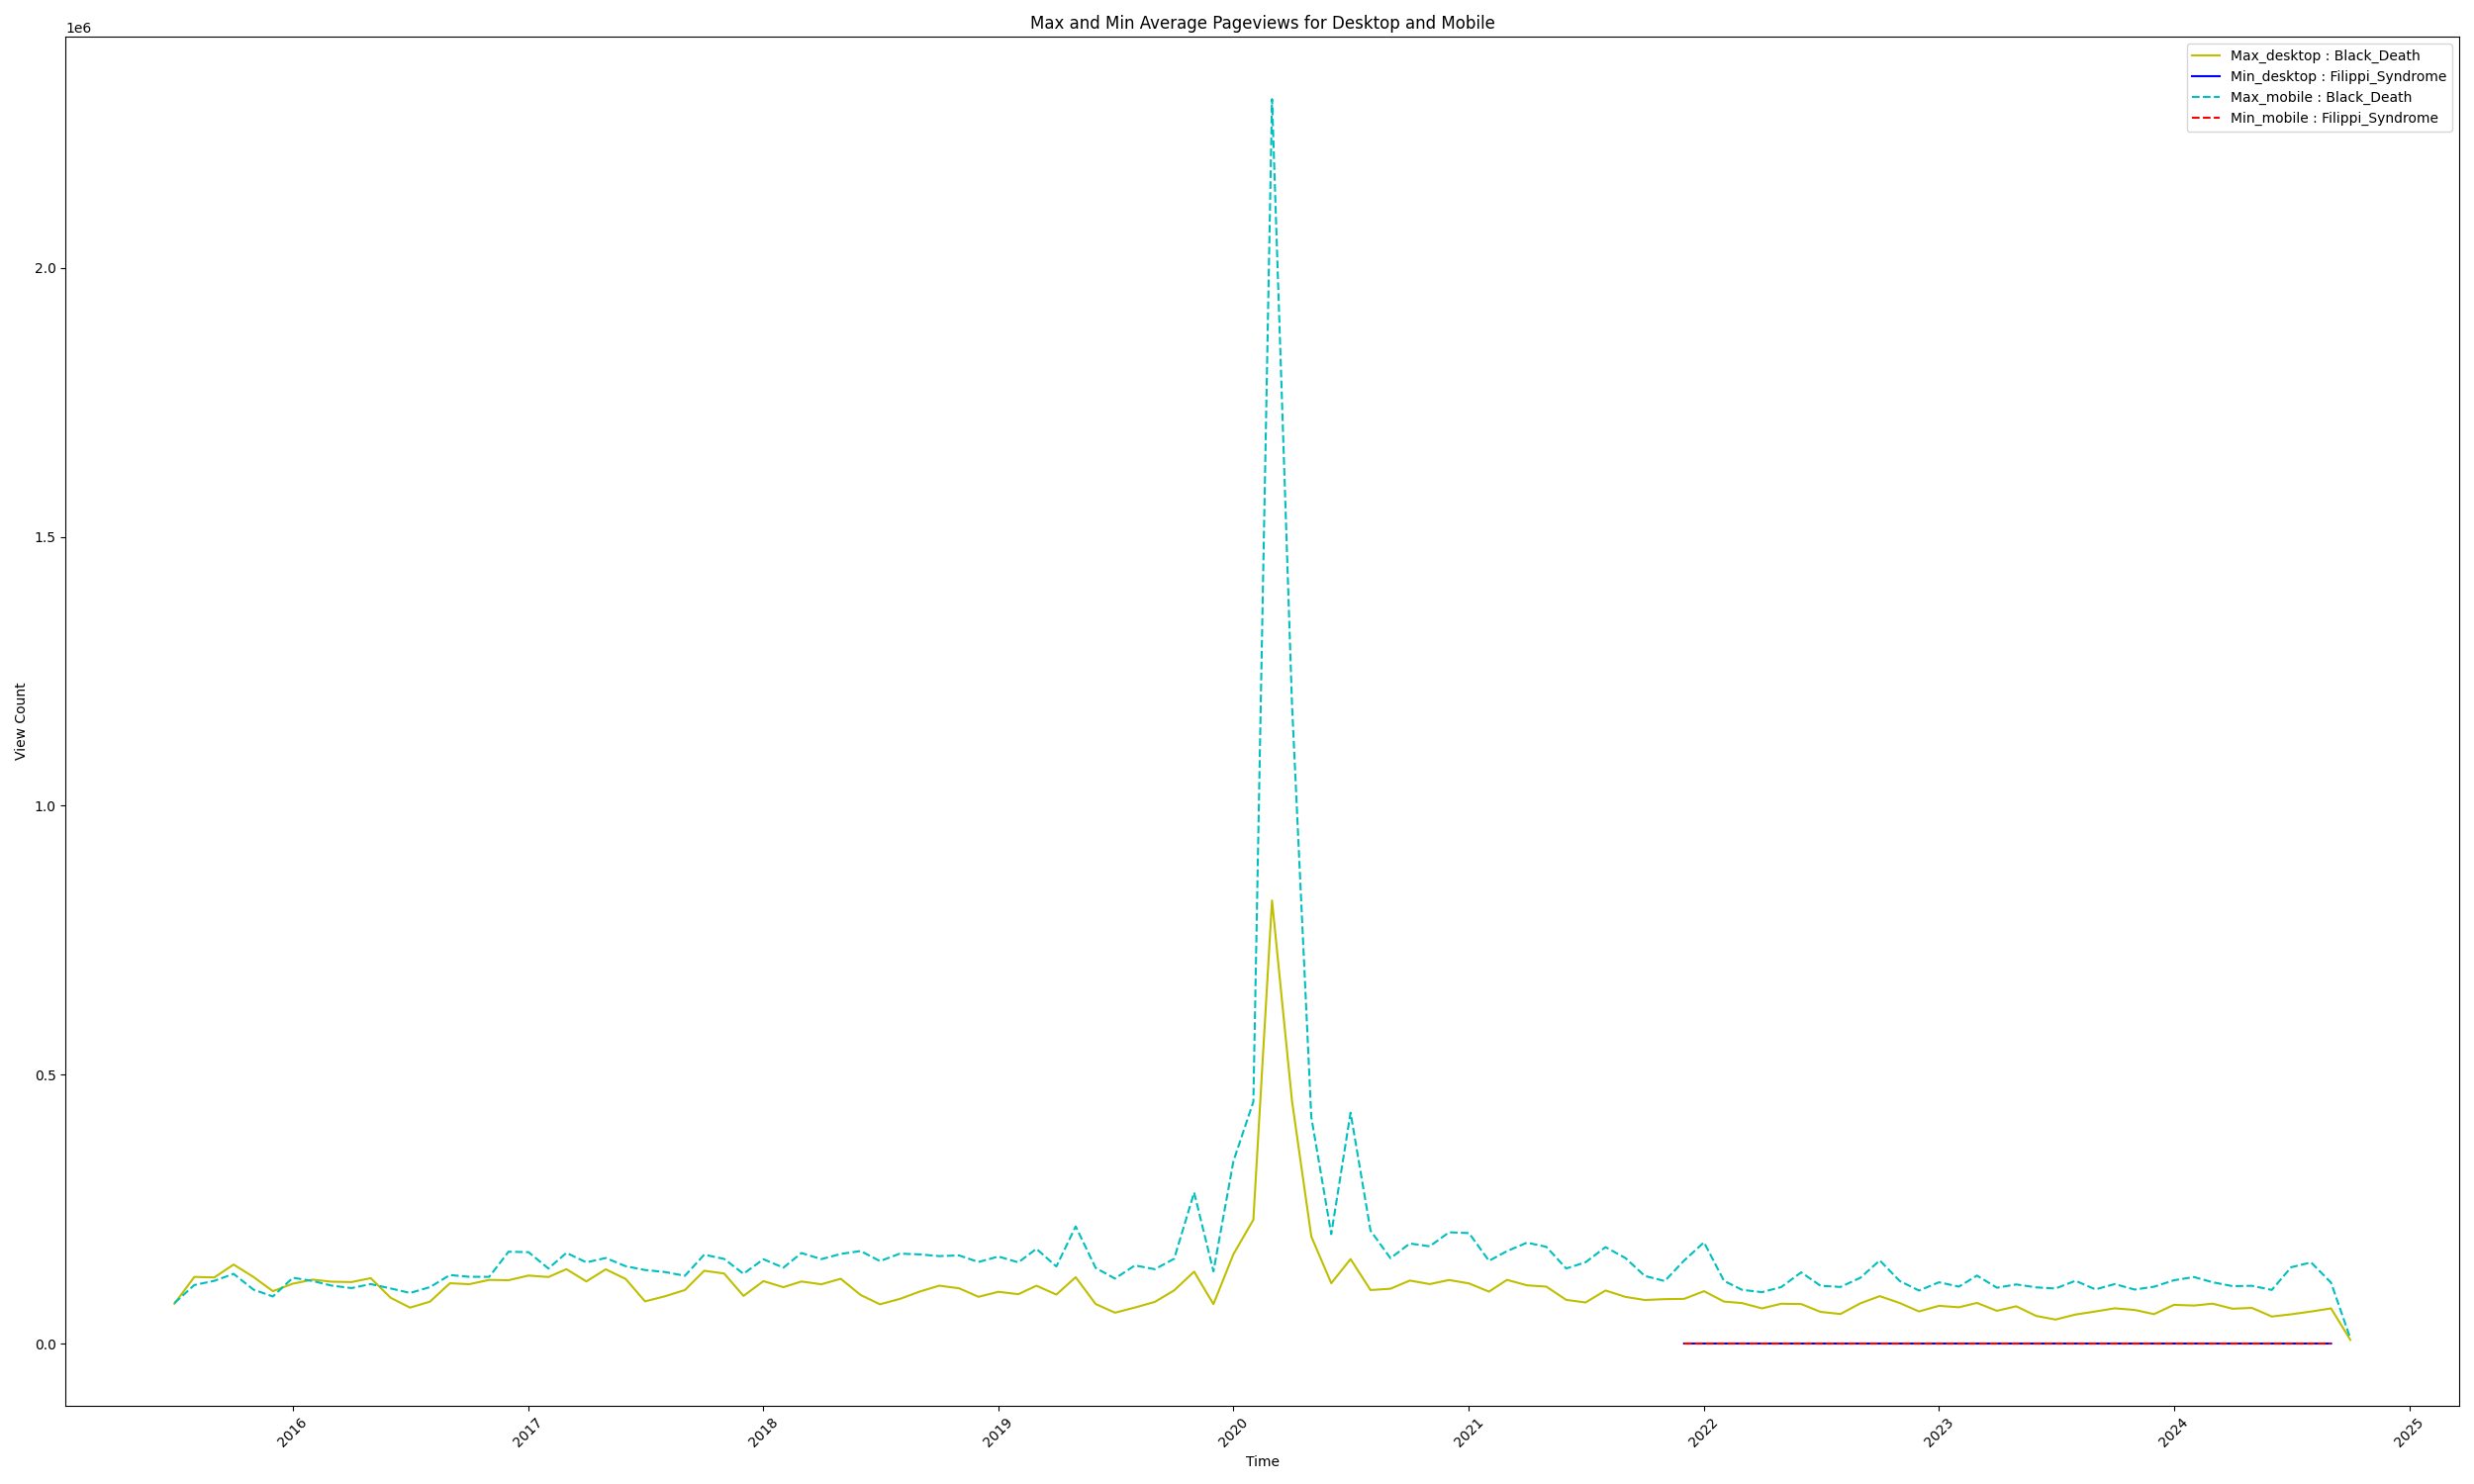 Max and Min Average Pageviews for Desktop and Mobile
1e6
Max_desktop : Black_Death
Min_desktop : Filippi_Syndrome
Max_mobile : Black_Death
Min_mobile : Filippi_Syndrome
2.0
1.5
1.0
0.5
0.0
View Count
2016
2017
2018
2019
2020
2021
2022
2023
2024
2025
Time